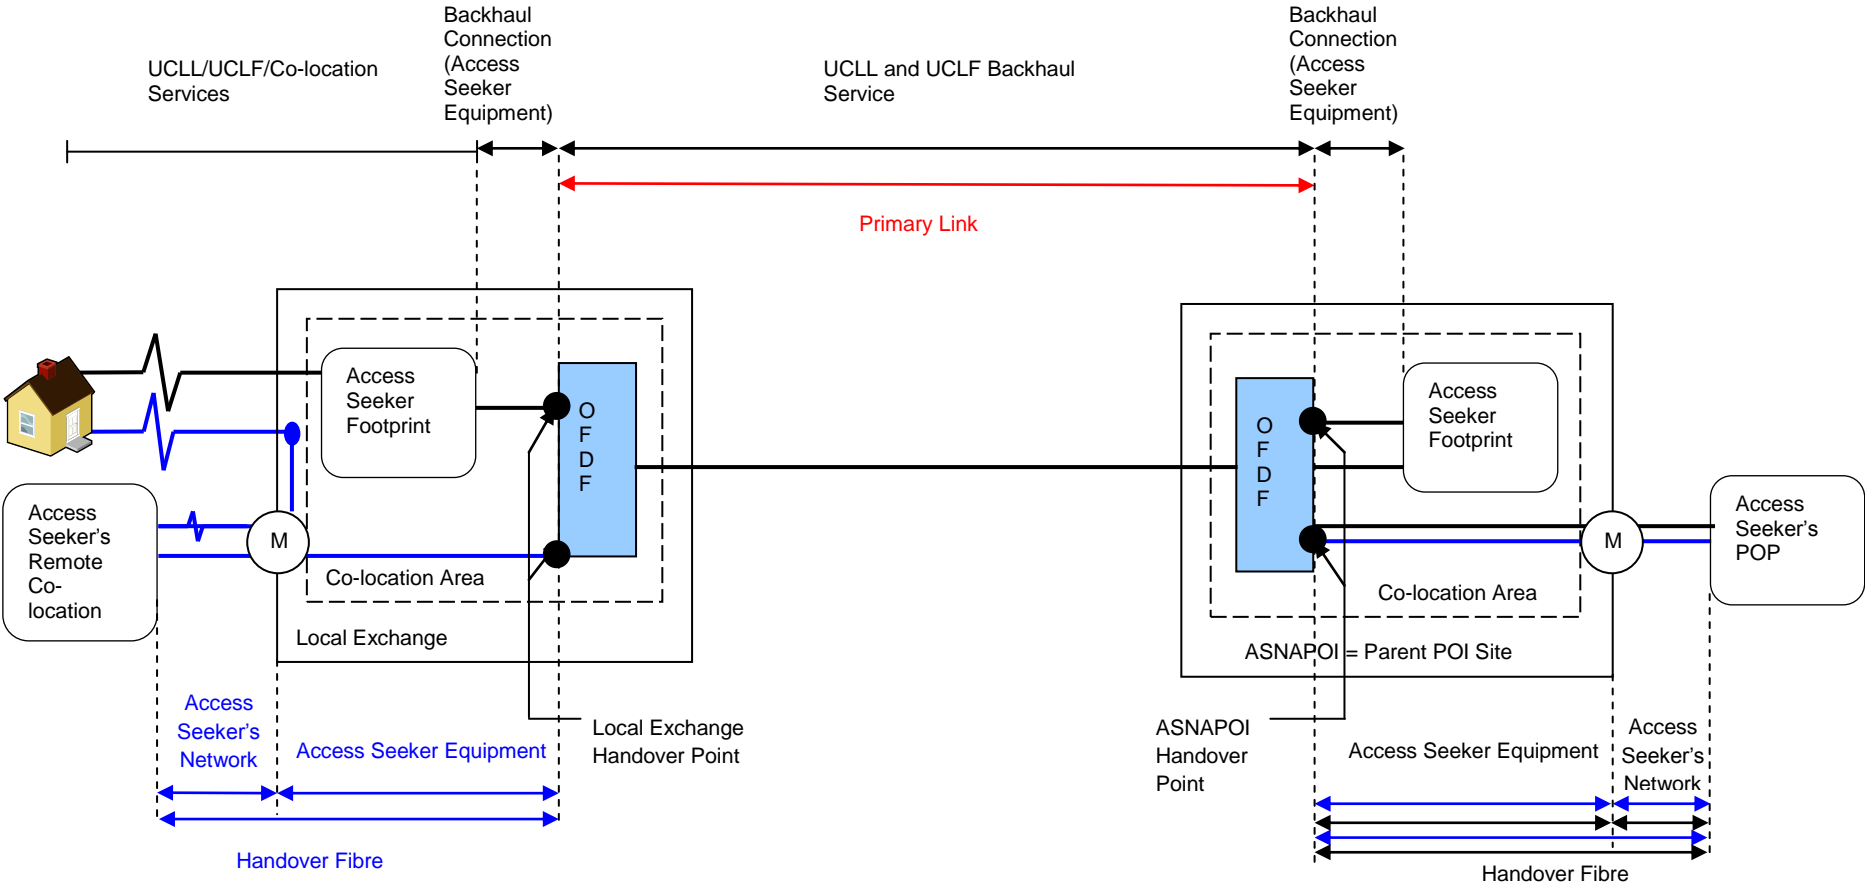 Backhaul
Connection
(Access
Seeker
Equipment)
Backhaul
Connection
(Access
Seeker
Equipment)
UCLL/UCLF/Co-location
Services
UCLL and UCLF Backhaul
Service
Primary Link
Access
Seeker
Footprint
O
F
D
F
O
F
D
F
Access
Seeker
Footprint
Access
Seeker's
Remote
Co-
location
M
Co-location Area
Local Exchange
M
Access
Seeker's
POP
Co-location Area
ASNAPOI = Parent POI Site
Access
Seeker's
Network
Access Seeker Equipment
Local Exchange
Handover Point
ASNAPOI
Handover
Point
Access Seeker Equipment
Access
Seeker's
Network
Handover Fibre
Handover Fibre